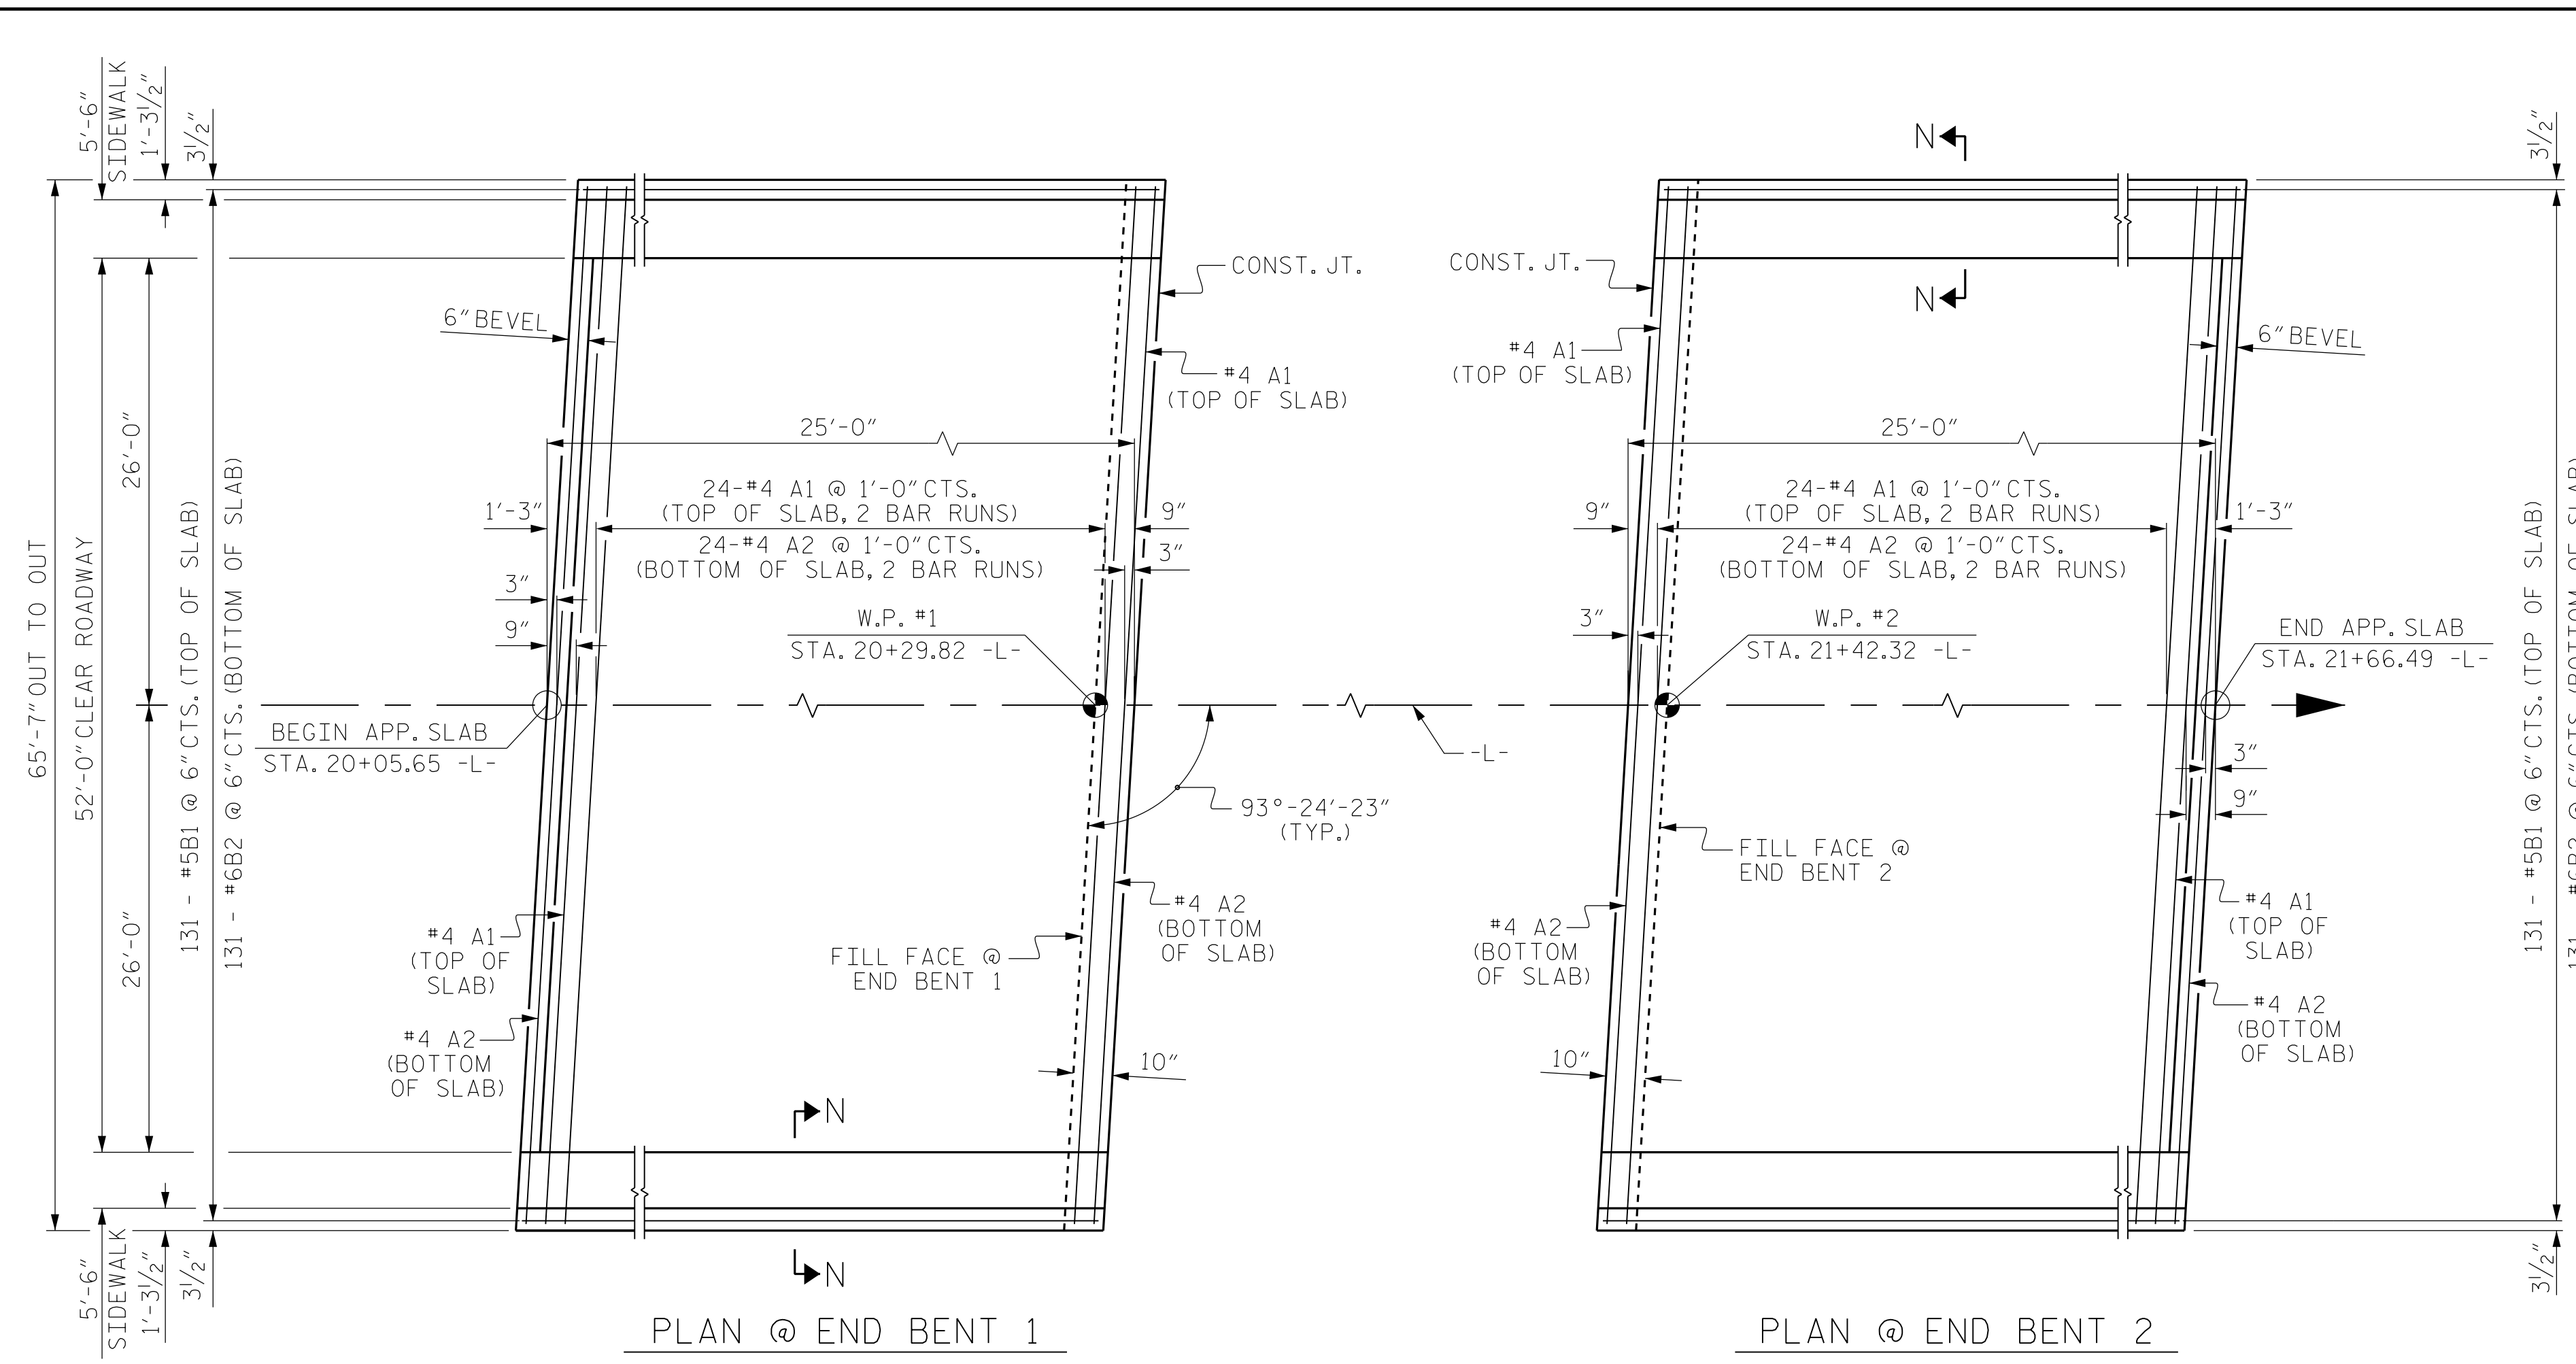 5'-6"
SIDEWALK
1'-3½"
3½"
65'-7" OUT TO OUT
52'-0" CLEAR ROADWAY
26'-0"
26'-0"
131 - #5B1 @ 6" CTS. (TOP OF SLAB)
131 - #6B2 @ 6" CTS. (BOTTOM OF SLAB)
5'-6"
SIDEWALK
1'-3½"
3½"
6" BEVEL
CONST. JT.
#4 A1
(TOP OF SLAB)
25'-0"
1'-3"
24-#4 A1 @ 1'-0" CTS.
(TOP OF SLAB, 2 BAR RUNS)
24-#4 A2 @ 1'-0" CTS.
(BOTTOM OF SLAB, 2 BAR RUNS)
9"
3"
3"
9"
W.P. #1
STA. 20+29.82 -L-
BEGIN APP. SLAB
STA. 20+05.65 -L-
93°-24'-23"
(TYP.)
-L-
#4 A1
(TOP OF
SLAB)
#4 A2
(BOTTOM
OF SLAB)
FILL FACE @
END BENT 1
#4 A2
(BOTTOM
OF SLAB)
10"
N
N
PLAN @ END BENT 1
N
N
CONST. JT.
#4 A1
(TOP OF SLAB)
6" BEVEL
25'-0"
9"
24-#4 A1 @ 1'-0" CTS.
(TOP OF SLAB, 2 BAR RUNS)
24-#4 A2 @ 1'-0" CTS.
(BOTTOM OF SLAB, 2 BAR RUNS)
1'-3"
3"
W.P. #2
STA. 21+42.32 -L-
END APP. SLAB
STA. 21+66.49 -L-
3"
9"
FILL FACE @
END BENT 2
#4 A2
(BOTTOM
OF SLAB)
#4 A1
(TOP OF
SLAB)
#4 A2
(BOTTOM
OF SLAB)
10"
3½"
131 - #5B1 @ 6" CTS. (TOP OF SLAB)
131 - #6B2 @ 6" CTS. (BOTTOM OF SLAB)
3½"
PLAN @ END BENT 2